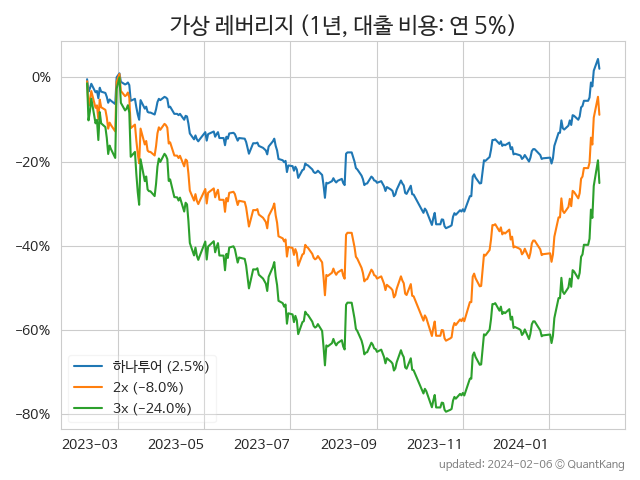 가상 레버리지 (1년, 대출 비용: 연 5%)
0%
−20%
−40%
−60%
−80%
하나투어 (2.5%)
2x (−8.0%)
3x (−24.0%)
2023-03 2023-05 2023-07 2023-09 2023-11 2024-01
updated: 2024-02-06 © QuantKang